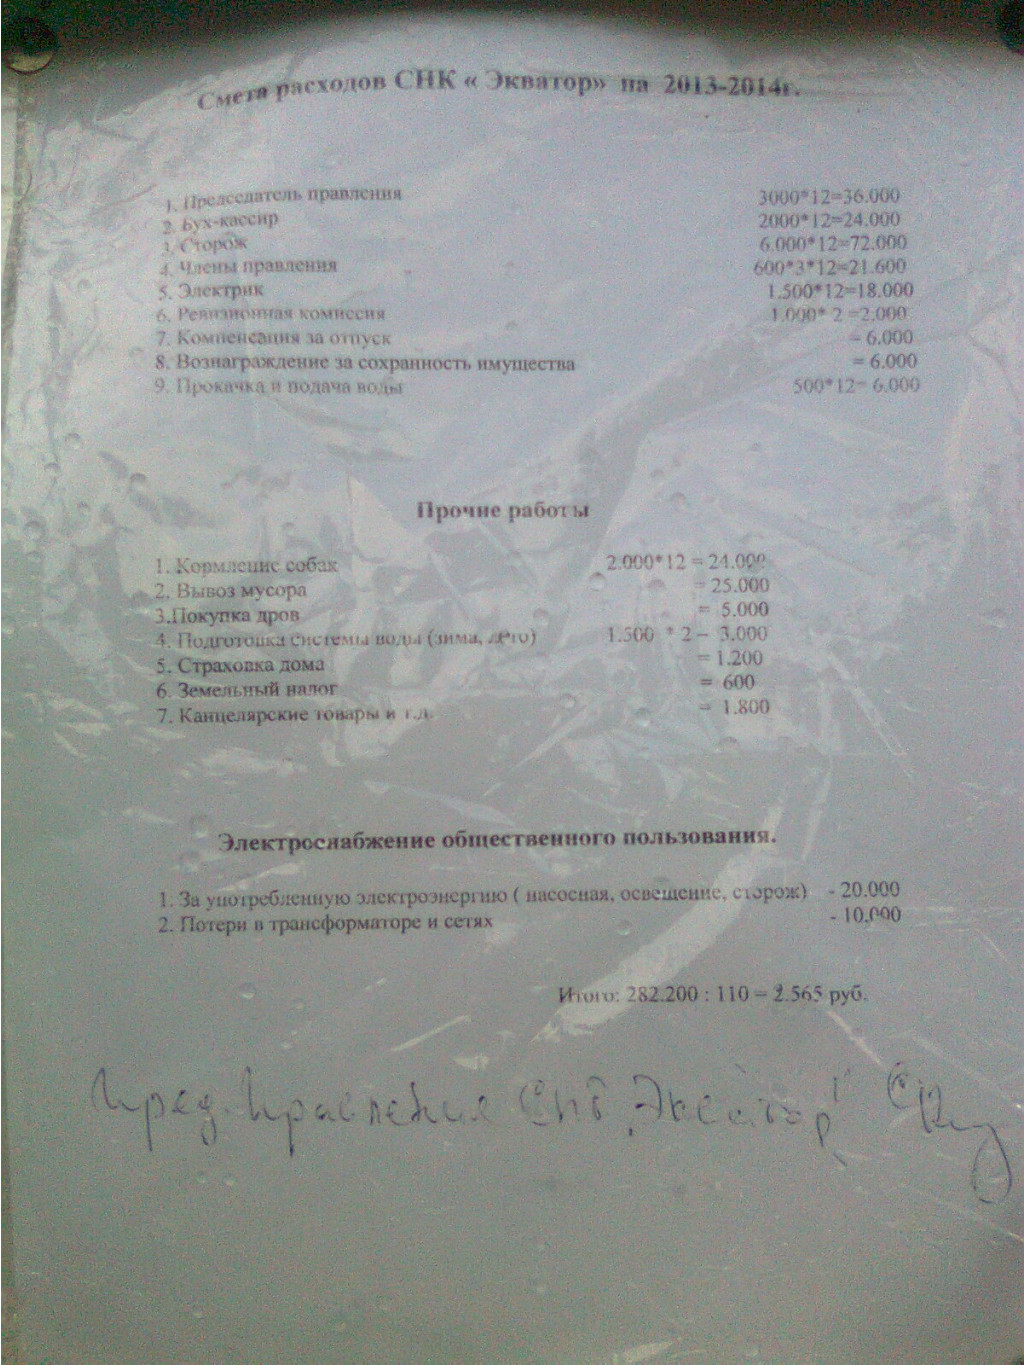 Смета расходов СНК « Экватор» на 2013-2014г.
1. Председатель правления 3000*12=36.000
2. Бух-кассир 2000*12=24.000
3. Сторож 6.000*12=72.000
4. Члены правления 600*3*12=21.600
5. Электрик 1.500*12=18.000
6. Ревизионная комиссия 1.000* 2 =2.000
7. Компенсация за отпуск = 6.000
8. Вознаграждение за сохранность имущества = 6.000
9. Прокачка и подача воды 500*12= 6.000
Прочие работы
1. Кормление собак 2.000*12 = 24.000
2. Вывоз мусора = 25.000
3.Покупка дров = 5.000
4. Подготовка системы воды (зима, лето) 1.500 * 2 = 3.000
5. Страховка дома = 1.200
6. Земельный налог = 600
7. Канцелярские товары и т.д. = 1.800
Электроснабжение общественного пользования.
1. За употребленную электроэнергию ( насосная, освещение, сторож) - 20.000
2. Потери в трансформаторе и сетях - 10.000
Итого: 282.200 : 110 = 2.565 руб.
Пред. Правления СНТ "Экватор"